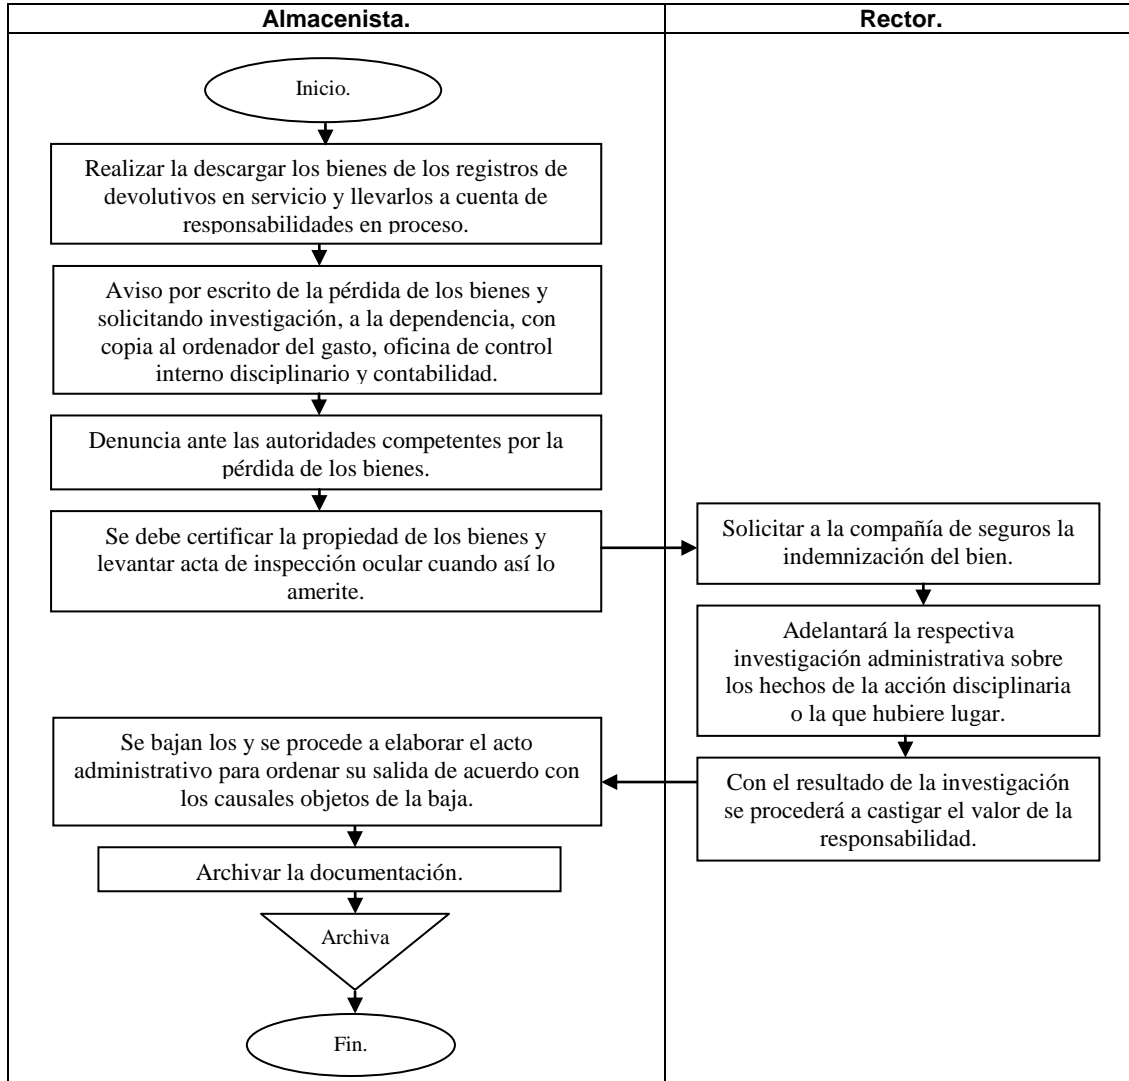 Almacenista.
Rector.
Inicio.
Realizar la descargar los bienes de los registros de
devolutivos en servicio y llevarlos a cuenta de
responsabilidades en proceso.
Aviso por escrito de la pérdida de los bienes y
solicitando investigación, a la dependencia, con
copia al ordenador del gasto, oficina de control
interno disciplinario y contabilidad.
Denuncia ante las autoridades competentes por la
pérdida de los bienes.
Se debe certificar la propiedad de los bienes y
levantar acta de inspección ocular cuando así lo
amerite.
Solicitar a la compañía de seguros la
indemnización del bien.
Adelantará la respectiva
investigación administrativa sobre
los hechos de la acción disciplinaria
o la que hubiere lugar.
Con el resultado de la investigación
se procederá a castigar el valor de la
responsabilidad.
Se bajan los y se procede a elaborar el acto
administrativo para ordenar su salida de acuerdo con
los causales objetos de la baja.
Archivar la documentación.
Archiva
Fin.